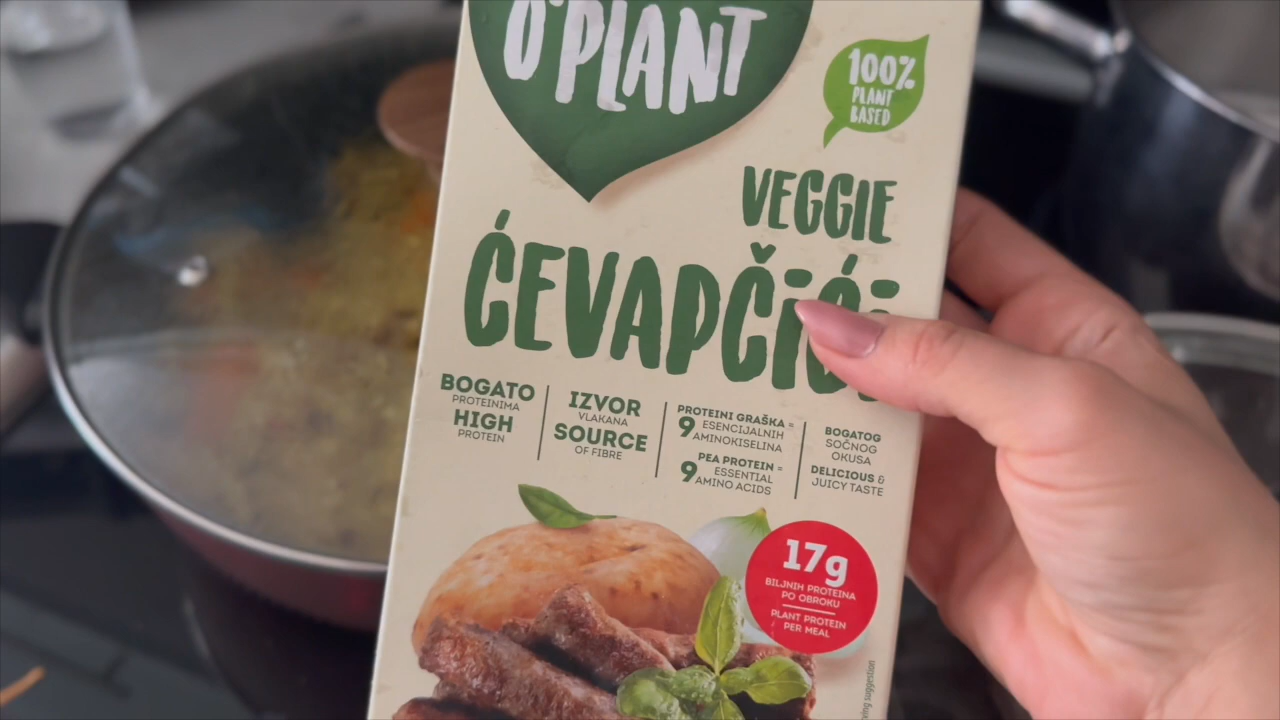 O'PLANT
100%
PLANT
BASED
VEGGIE
ĆEVAPČIĆI
BOGATO
PROTEINIMA
HIGH
PROTEIN
IZVOR
VLAKANA
SOURCE
OF FIBRE
PROTEINI GRAŠKA =
9 ESENCIJALNIH
AMINOKISELINA
PEA PROTEIN =
9 ESSENTIAL
AMINO ACIDS
BOGATOG
SOČNOG
OKUSA
DELICIOUS &
JUICY TASTE
17g
BILJNIH PROTEINA
PO OBROKU
PLANT PROTEIN
PER MEAL
suggestion